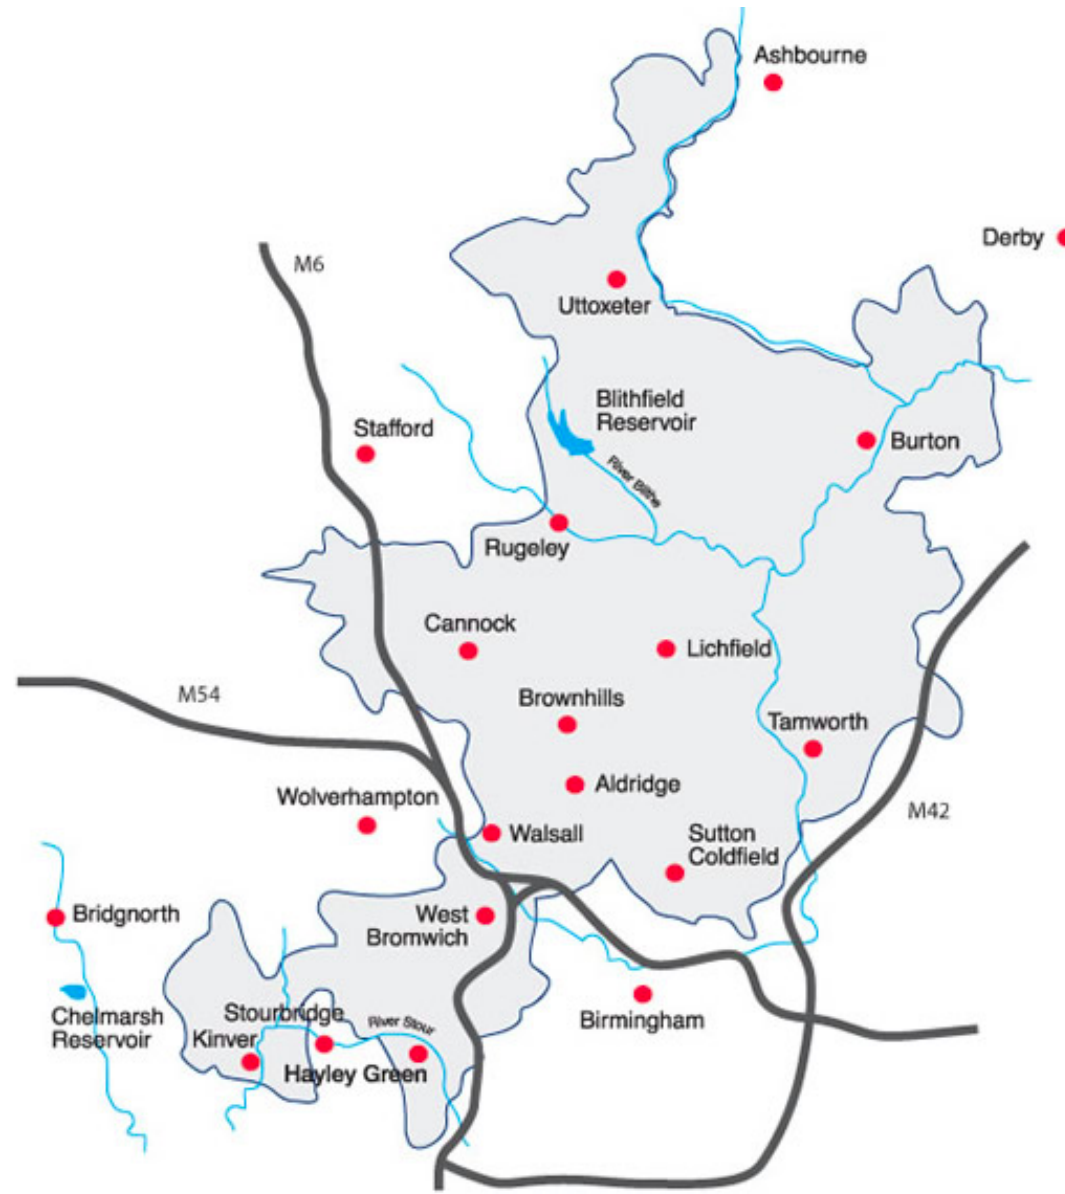 Ashbourne
Derby
M6
Uttoxeter
Blithfield
Reservoir
Stafford
Burton
River Blithe
Rugeley
Cannock
Lichfield
M54
Brownhills
Tamworth
Aldridge
Wolverhampton
M42
Walsall
Sutton
Coldfield
Bridgnorth
West
Bromwich
Chelmarsh
Reservoir
Stourbridge
River Stour
Birmingham
Kinver
Hayley Green